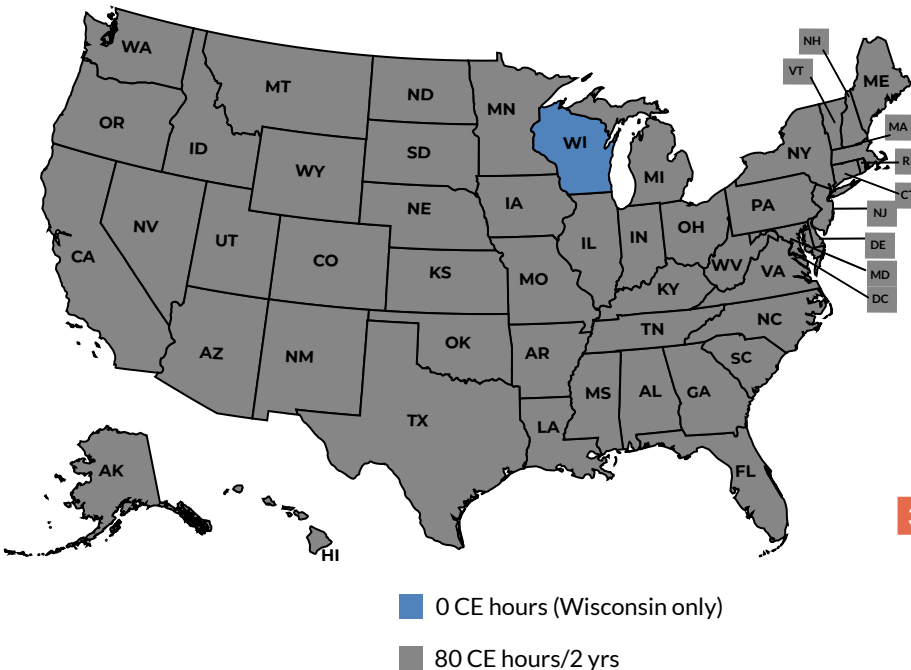 WA
MT
ND
MN
NH
VT
ME
OR
ID
WY
SD
WI
MI
NY
MA
R
CT
NV
UT
NE
IA
PA
NJ
CA
CO
KS
MO
IL
IN
OH
WV
VA
DE
MD
DC
KY
AZ
NM
OK
AR
TN
NC
SC
TX
LA
MS
AL
GA
FL
AK
HI
0 CE hours (Wisconsin only)
80 CE hours/2 yrs